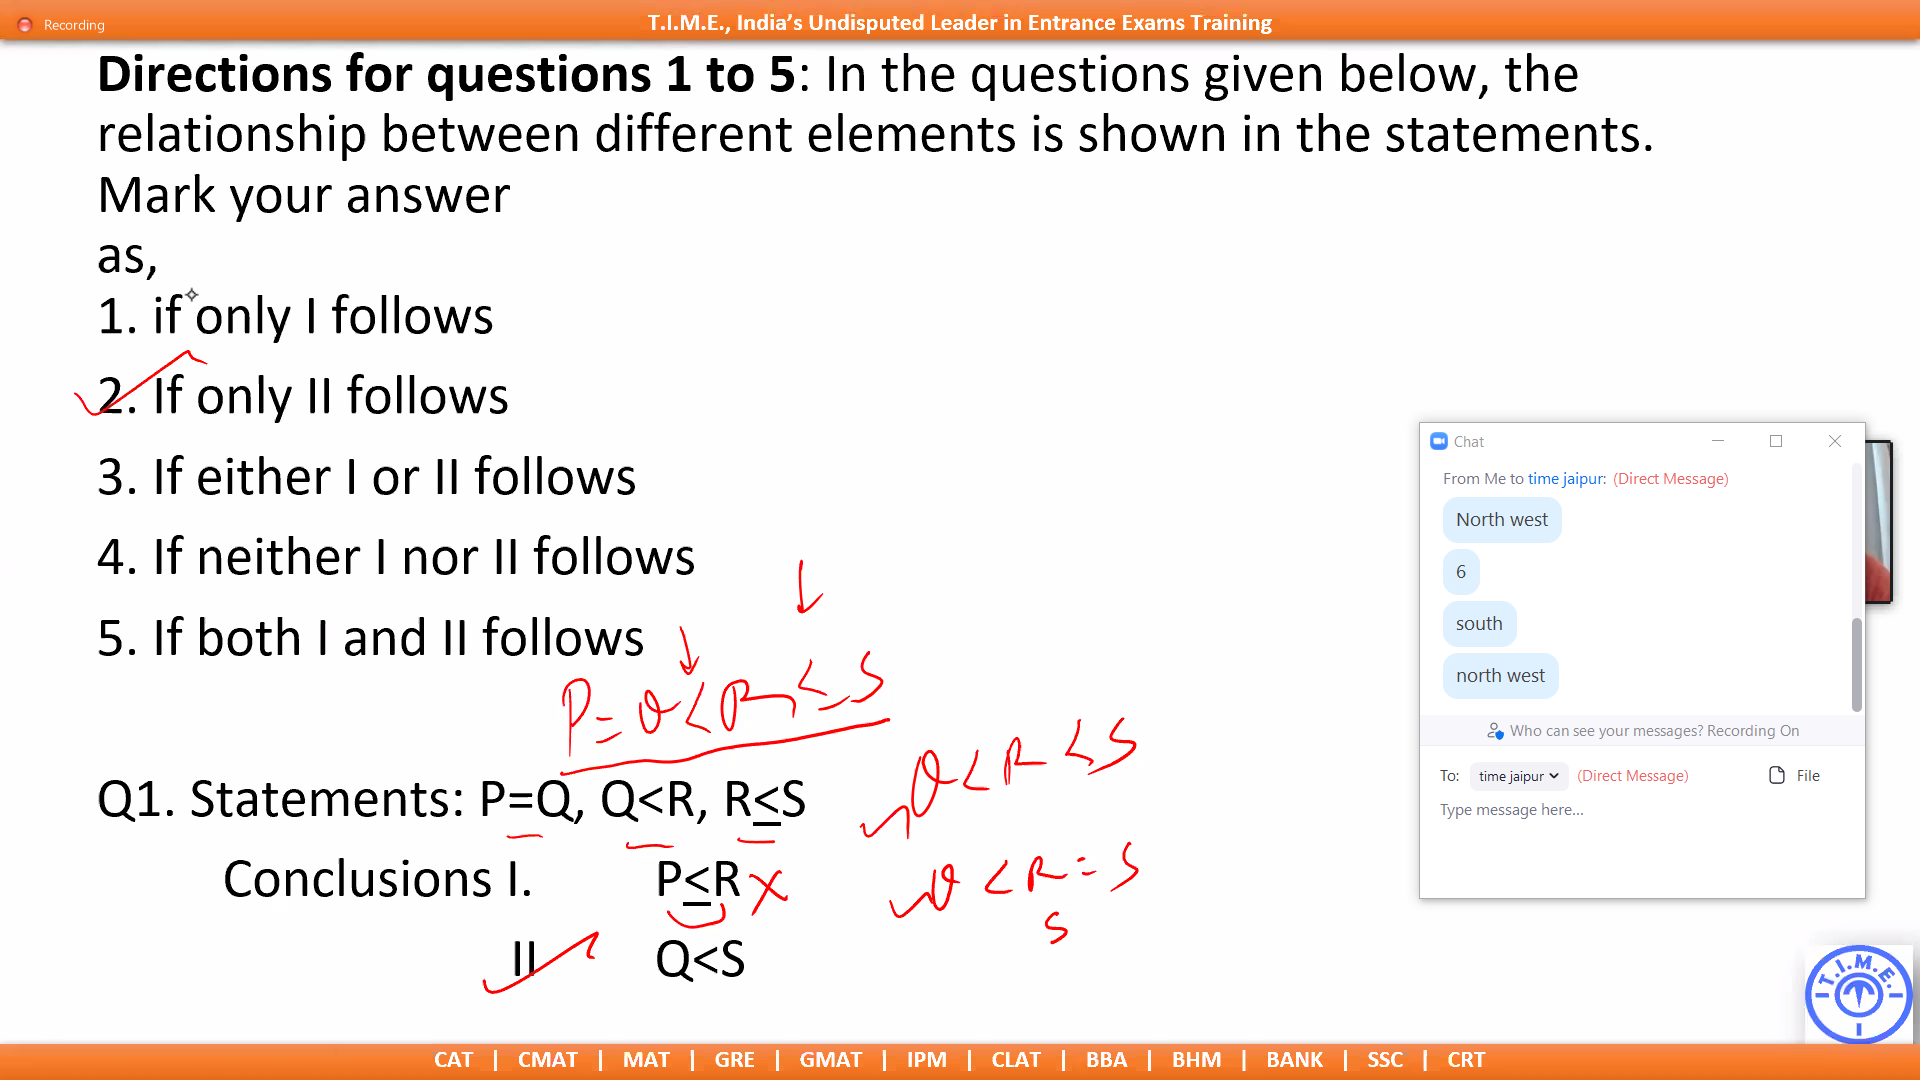 Recording
T.I.M.E., India's Undisputed Leader in Entrance Exams Training
Directions for questions 1 to 5: In the questions given below, the
relationship between different elements is shown in the statements.
Mark your answer
as,
1. if only I follows
2. If only II follows
3. If either I or II follows
4. If neither I nor II follows
5. If both I and II follows
P=Q<R≤S
Q1. Statements: P=Q, Q<R, R≤S
Q<R<S
Conclusions I. P≤R X
Q<R=S
S
II Q<S
Chat
From Me to time jaipur: (Direct Message)
North west
6
south
north west
Who can see your messages? Recording On
To: time jaipur (Direct Message) File
Type message here...
T.I.M.E.
CAT | CMAT | MAT | GRE | GMAT | IPM | CLAT | BBA | BHM | BANK | SSC | CRT